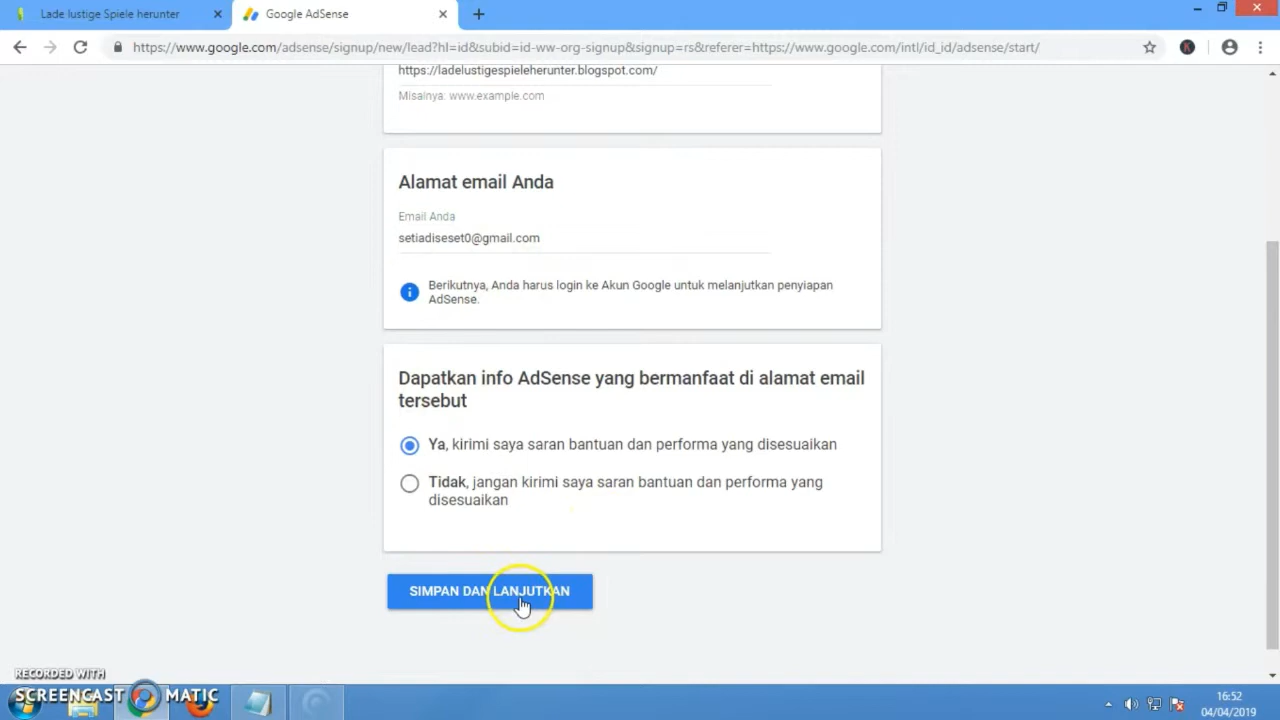 Lade lustige Spiele herunter
Google AdSense
https://www.google.com/adsense/signup/new/lead?hl=id&subid=id-ww-org-signup&signup=rs&referer=https://www.google.com/intl/id_id/adsense/start/
K
https://ladelustigespieleherunter.blogspot.com/
Misalnya: www.example.com
Alamat email Anda
Email Anda
setiadiseset0@gmail.com
Berikutnya, Anda harus login ke Akun Google untuk melanjutkan penyiapan
AdSense.
Dapatkan info AdSense yang bermanfaat di alamat email
tersebut
Ya, kirimi saya saran bantuan dan performa yang disesuaikan
Tidak, jangan kirimi saya saran bantuan dan performa yang
disesuaikan
SIMPAN DAN LANJUTKAN
RECORDED WITH
SCREENCAST MATIC
16:52
04/04/2019